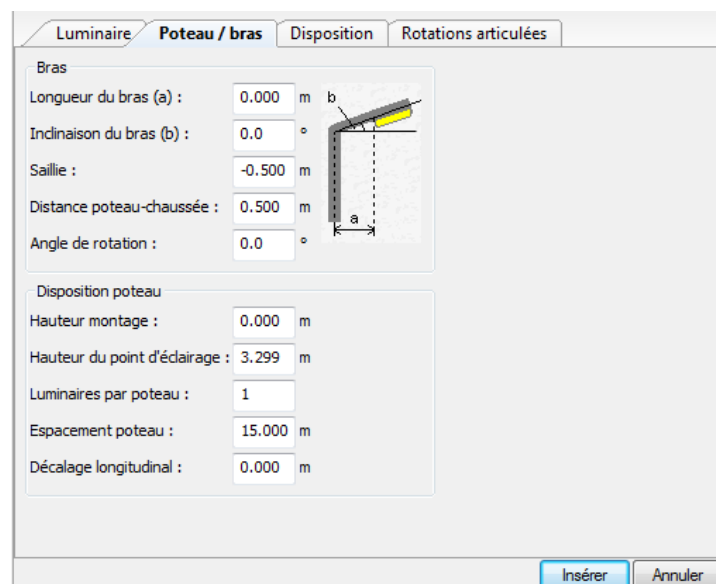 Luminaire Poteau / bras Disposition Rotations articulées
Bras
Longueur du bras (a) : 0.000 m
b
Inclinaison du bras (b) : 0.0 °
Saillie : -0.500 m
Distance poteau-chaussée : 0.500 m
a
Angle de rotation : 0.0 °
Disposition poteau
Hauteur montage : 0.000 m
Hauteur du point d'éclairage : 3.299 m
Luminaires par poteau : 1
Espacement poteau : 15.000 m
Décalage longitudinal : 0.000 m
Insérer Annuler